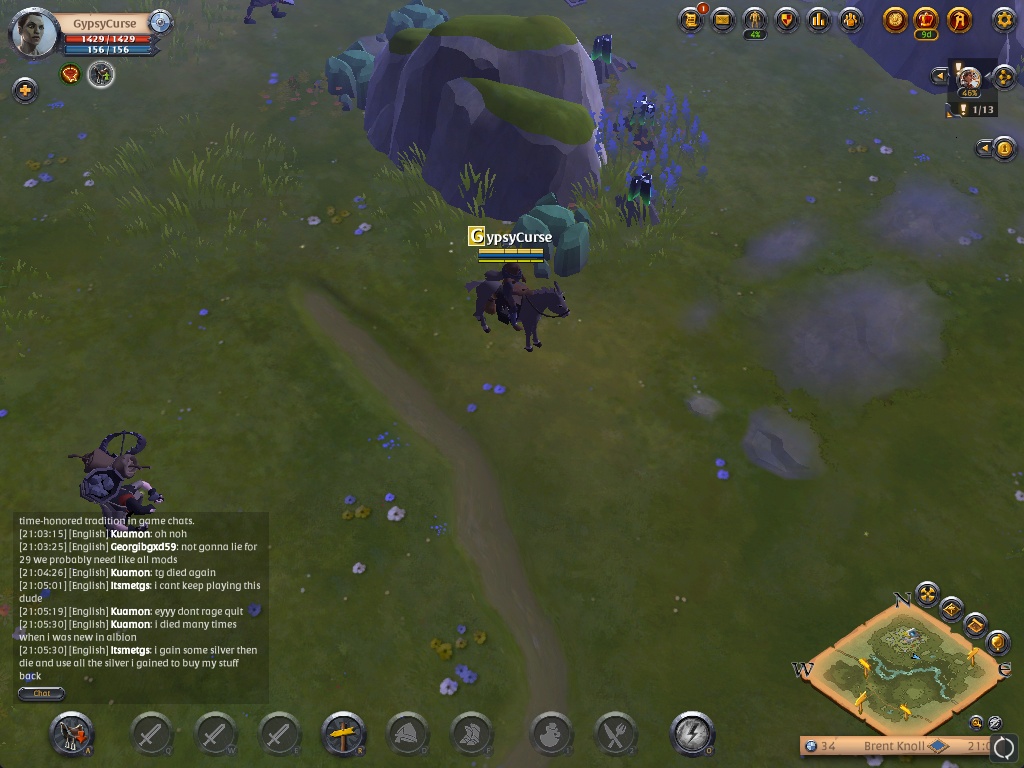 GypsyCurse
1429 / 1429
156 / 156
1
4%
9d
46%
1/13
1
GypsyCurse
time-honored tradition in game chats.
[21:03:15] [English] Kuamon: oh noh
[21:03:25] [English] Georgibgxd59: not gonna lie for
29 we probably need like all mods
[21:04:26] [English] Kuamon: tg died again
[21:05:01] [English] Itsmetgs: i cant keep playing this
dude
[21:05:19] [English] Kuamon: eyyy dont rage quit
[21:05:30] [English] Kuamon: i died many times
when i was new in albion
[21:05:30] [English] Itsmetgs: i gain some silver then
die and use all the silver i gained to buy my stuff
back
Chat
A Q W E R D F
N
W E
34 Brent Knoll